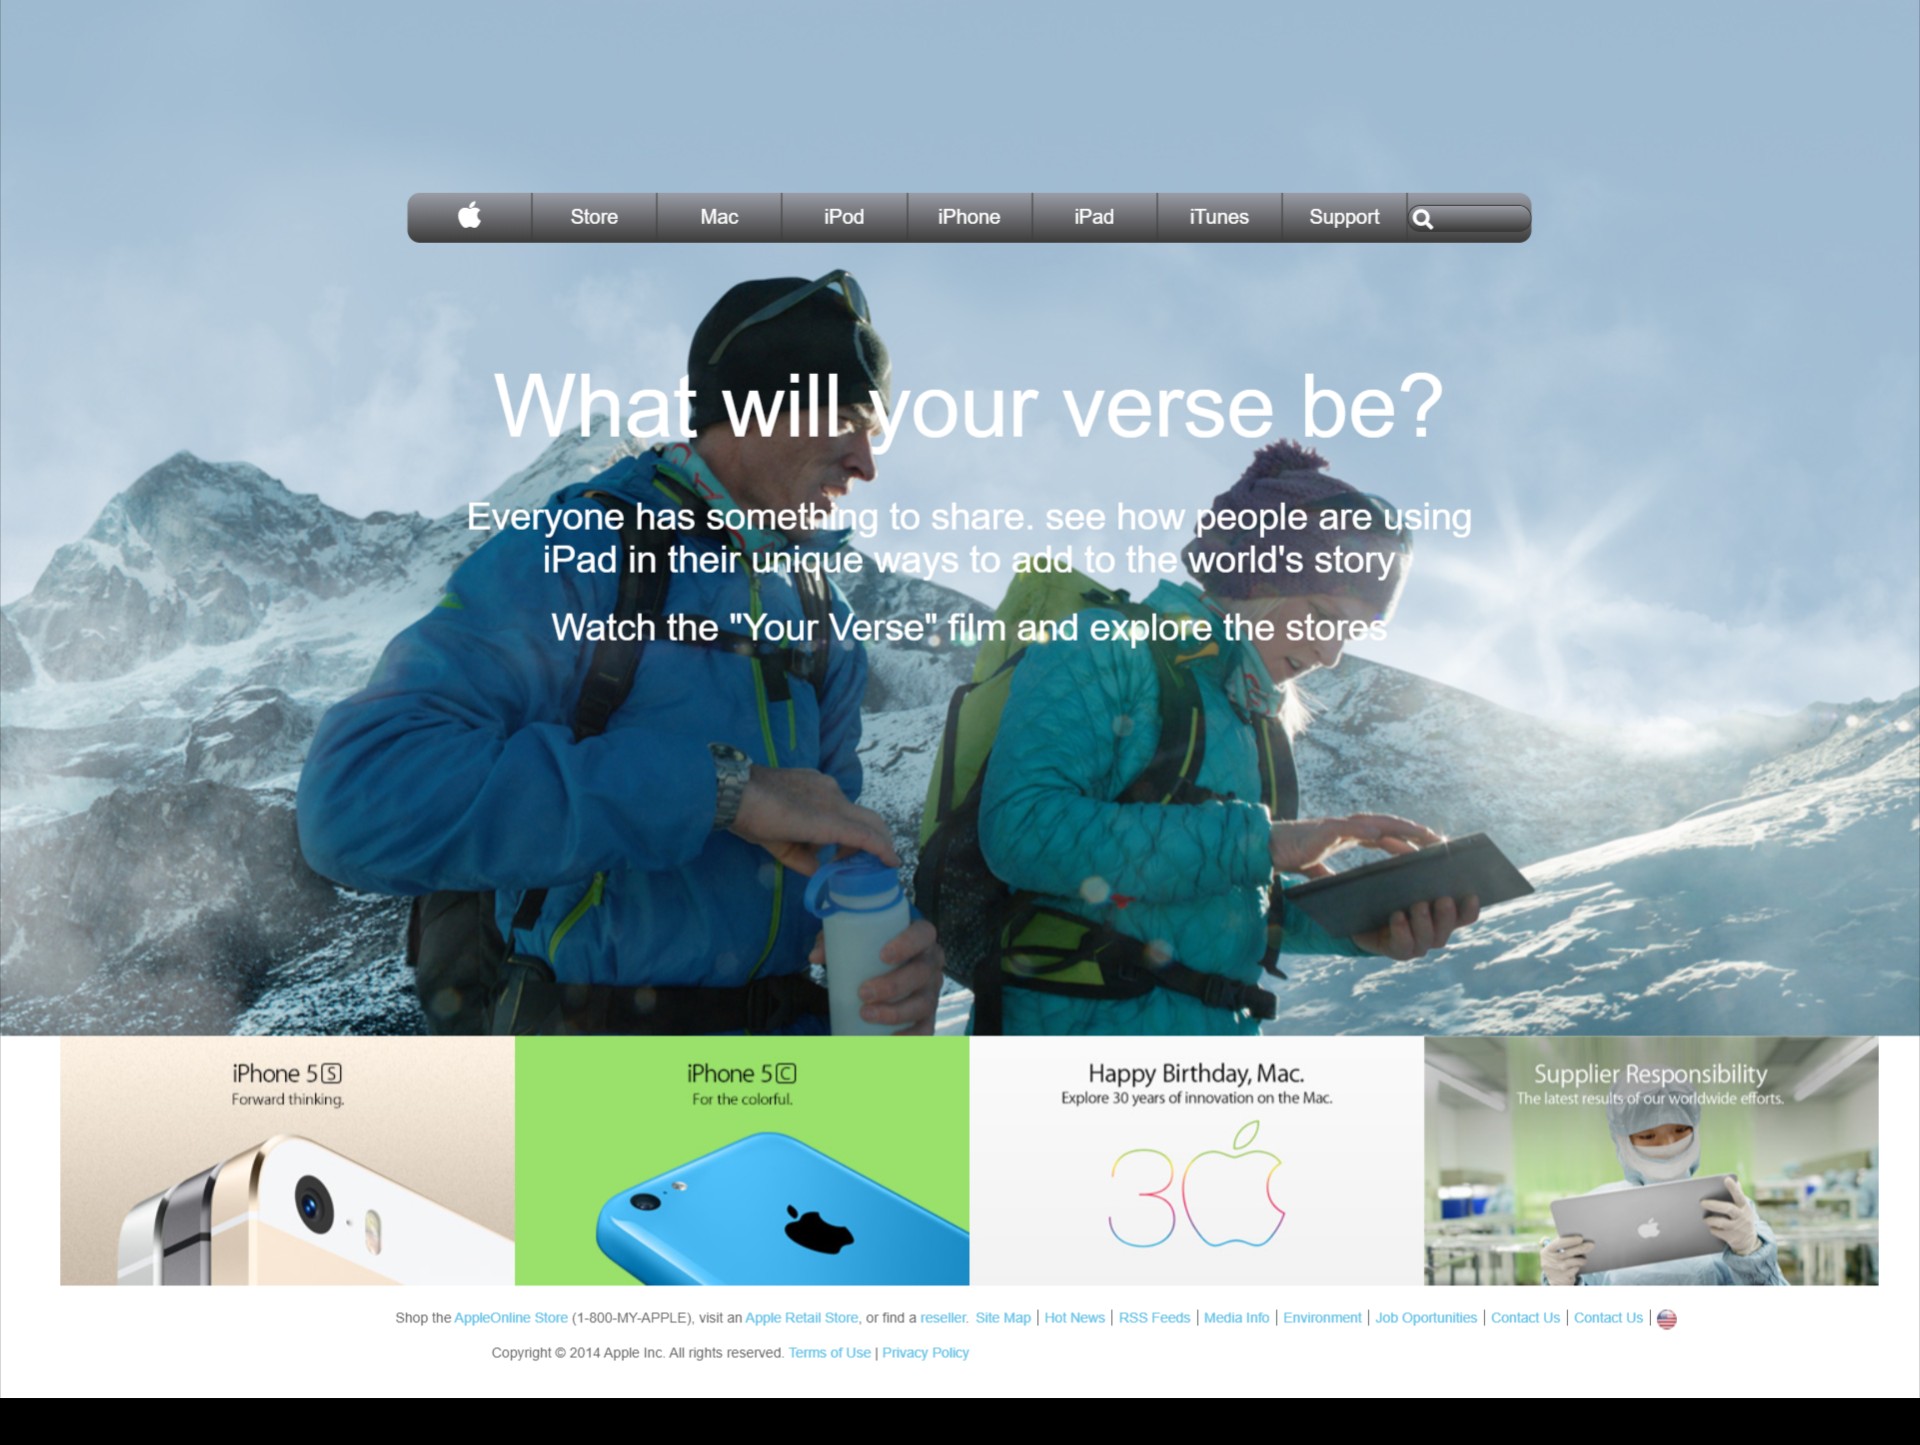 Store Mac iPod iPhone iPad iTunes Support
What will your verse be?
Everyone has something to share. see how people are using
iPad in their unique ways to add to the world's story
Watch the "Your Verse" film and explore the stores
iPhone 5S
Forward thinking.
iPhone 5C
For the colorful.
Happy Birthday, Mac.
Explore 30 years of innovation on the Mac.
30
Supplier Responsibility
The latest results of our worldwide efforts.
Shop the AppleOnline Store (1-800-MY-APPLE), visit an Apple Retail Store, or find a reseller. Site Map | Hot News | RSS Feeds | Media Info | Environment | Job Oportunities | Contact Us | Contact Us |
Copyright © 2014 Apple Inc. All rights reserved. Terms of Use | Privacy Policy